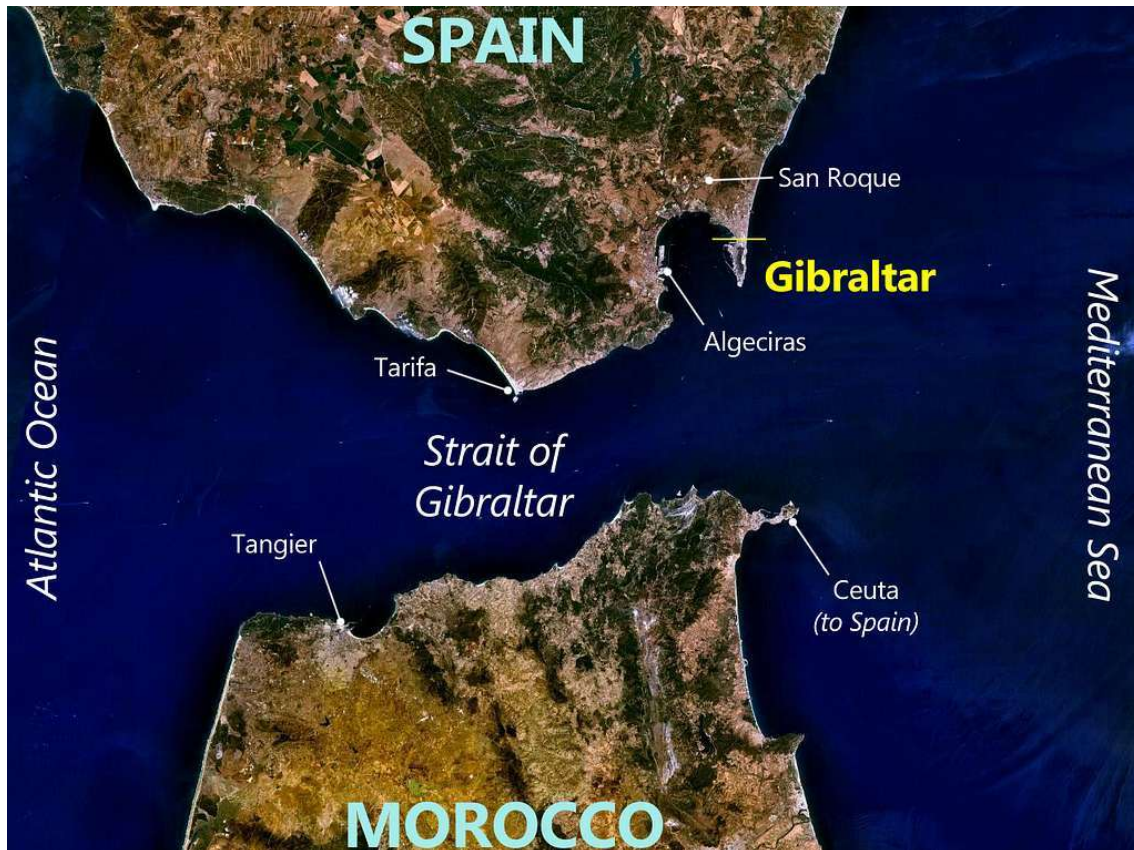 SPAIN
San Roque
Gibraltar
Algeciras
Tarifa
Strait of
Gibraltar
Atlantic Ocean
Mediterranean Sea
Tangier
Ceuta
(to Spain)
MOROCCO